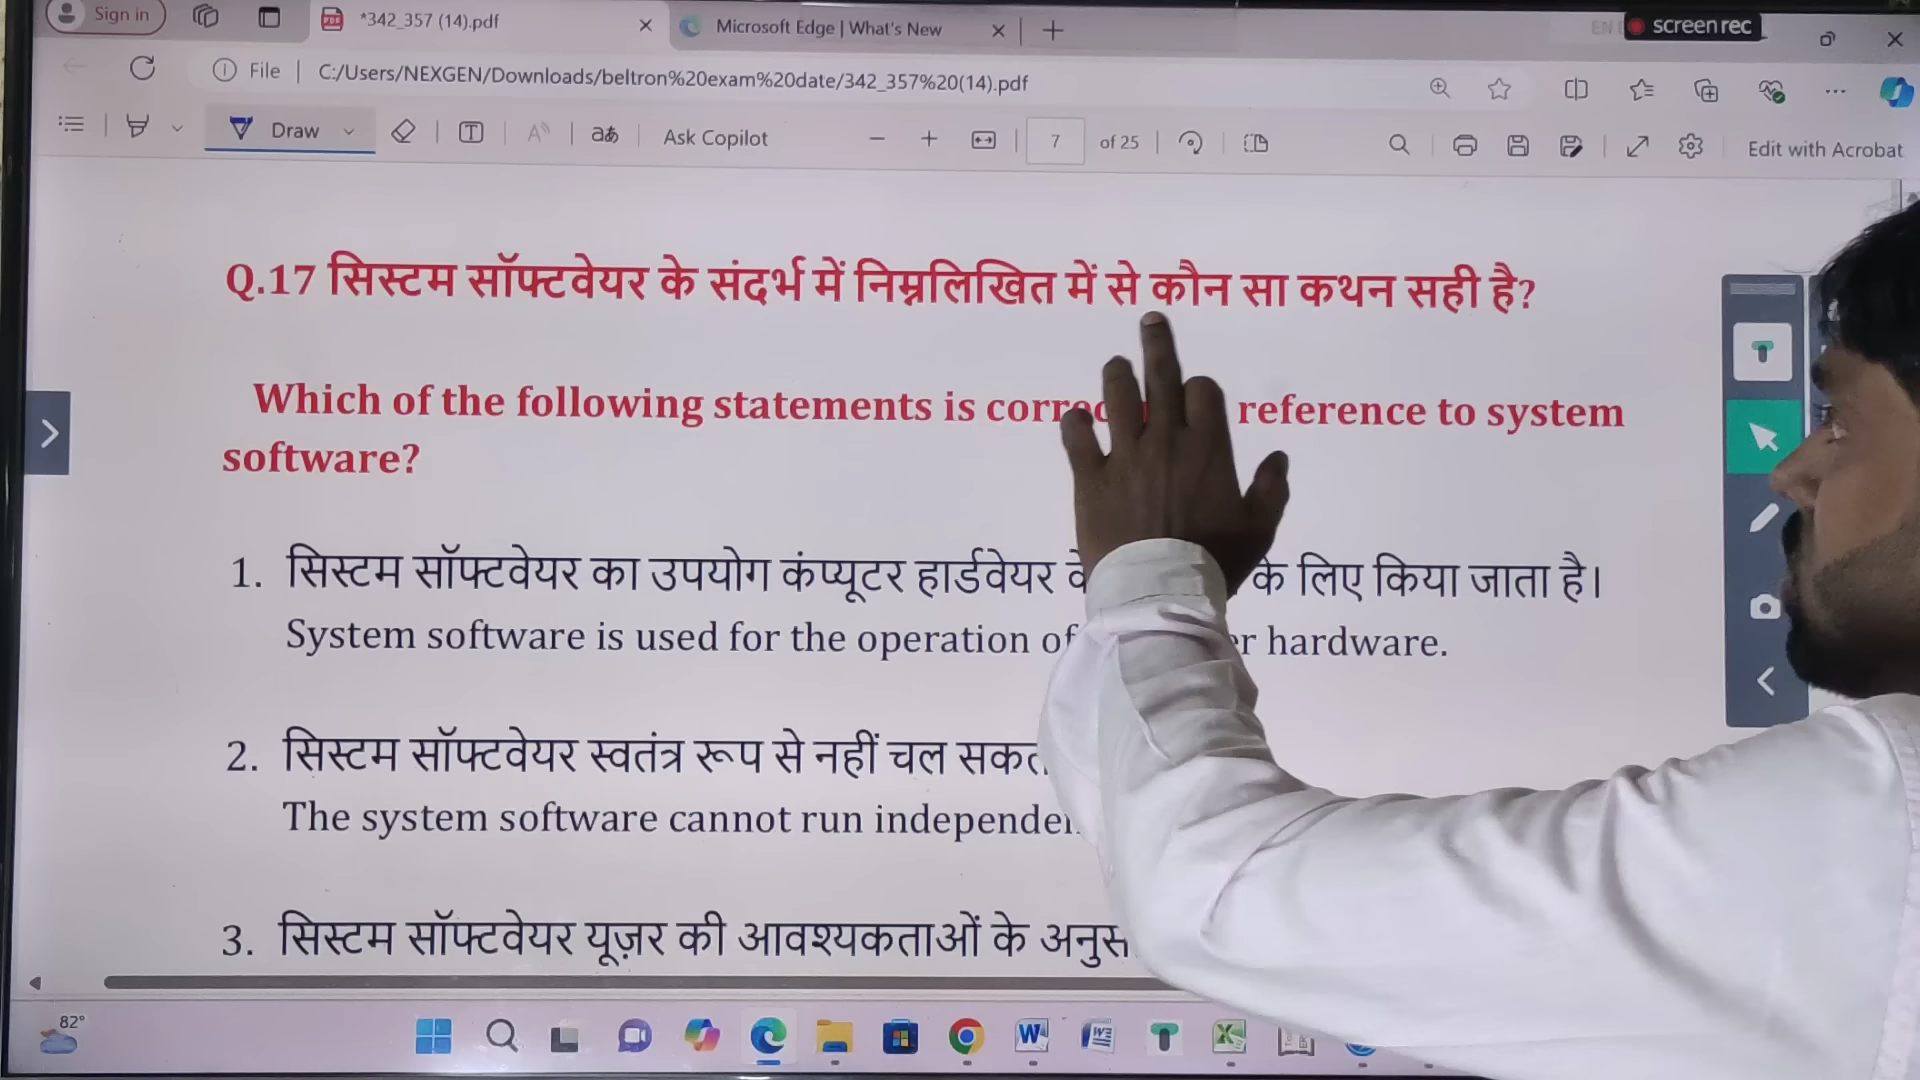 Sign in
*342_357 (14).pdf
Microsoft Edge | What's New
EN
screenrec
File
C:/Users/NEXGEN/Downloads/beltron%20exam%20date/342_357%20(14).pdf
Draw
T
aあ
Ask Copilot
7
of 25
Edit with Acrobat
Q.17 सिस्टम सॉफ्टवेयर के संदर्भ में निम्नलिखित में से कौन सा कथन सही है?
Which of the following statements is reference to system
software?
1. सिस्टम सॉफ्टवेयर का उपयोग कंप्यूटर हार्डवेयर के लिए किया जाता है।
System software is used for the operation of hardware.
2. सिस्टम सॉफ्टवेयर स्वतंत्र रूप से नहीं चल
The system software cannot run
3. सिस्टम सॉफ्टवेयर यूज़र की आवश्यकताओं के
82°